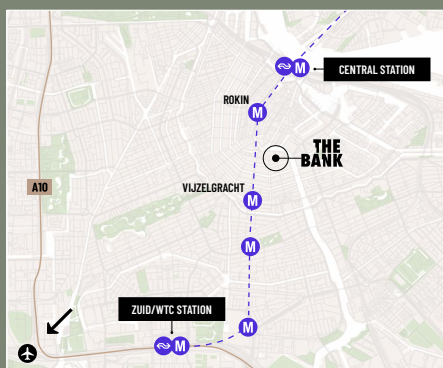 M
CENTRAL STATION
ROKIN
M
THE
BANK
VIJZELGRACHT
M
A10
M
ZUID/WTC STATION
M
M